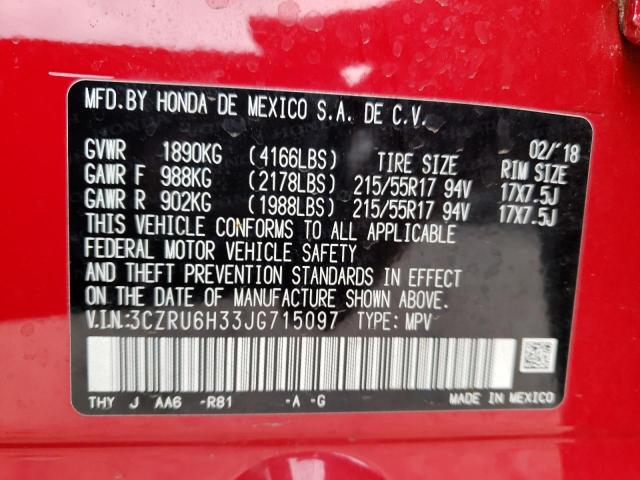 MFD. BY HONDA DE MEXICO S.A. DE C.V.
02/'18
GVWR 1890KG (4166LBS) TIRE SIZE RIM SIZE
GAWR F 988KG (2178LBS) 215/55R17 94V 17X7.5J
GAWR R 902KG (1988LBS) 215/55R17 94V 17X7.5J
THIS VEHICLE CONFORMS TO ALL APPLICABLE
FEDERAL MOTOR VEHICLE SAFETY
AND THEFT PREVENTION STANDARDS IN EFFECT
ON THE DATE OF MANUFACTURE SHOWN ABOVE.
V.I.N.:3CZRU6H33JG715097 TYPE: MPV
THY J AA6 -R81 -A -G MADE IN MEXICO